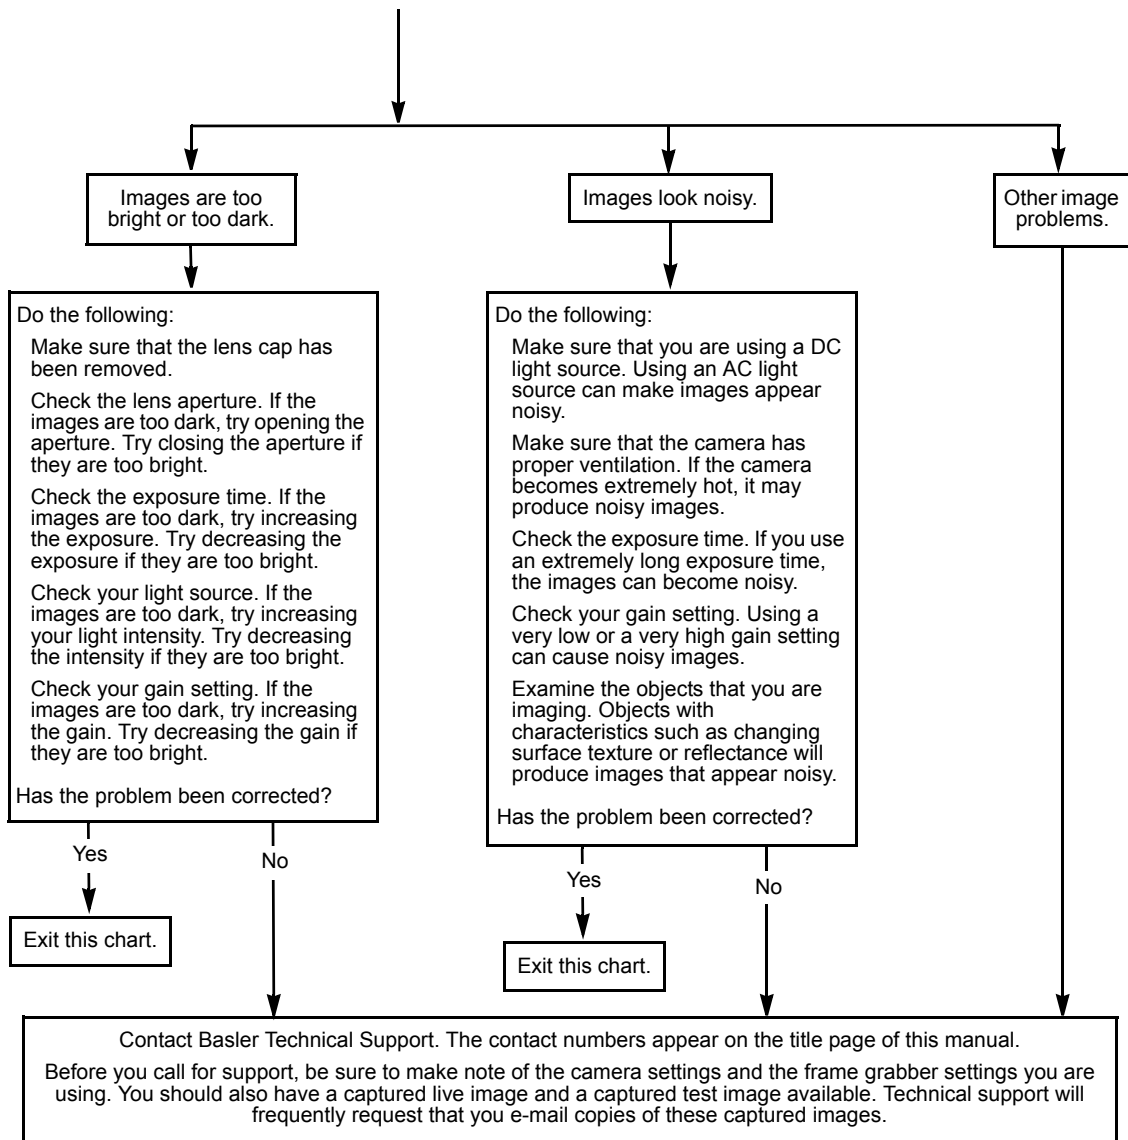 Images are too
bright or too dark.
Images look noisy.
Other image
problems.
Do the following:
Make sure that the lens cap has
been removed.
Check the lens aperture. If the
images are too dark, try opening the
aperture. Try closing the aperture if
they are too bright.
Check the exposure time. If the
images are too dark, try increasing
the exposure. Try decreasing the
exposure if they are too bright.
Check your light source. If the
images are too dark, try increasing
your light intensity. Try decreasing
the intensity if they are too bright.
Check your gain setting. If the
images are too dark, try increasing
the gain. Try decreasing the gain if
they are too bright.
Has the problem been corrected?
Yes
No
Exit this chart.
Do the following:
Make sure that you are using a DC
light source. Using an AC light
source can make images appear
noisy.
Make sure that the camera has
proper ventilation. If the camera
becomes extremely hot, it may
produce noisy images.
Check the exposure time. If you use
an extremely long exposure time,
the images can become noisy.
Check your gain setting. Using a
very low or a very high gain setting
can cause noisy images.
Examine the objects that you are
imaging. Objects with
characteristics such as changing
surface texture or reflectance will
produce images that appear noisy.
Has the problem been corrected?
Yes
No
Exit this chart.
Contact Basler Technical Support. The contact numbers appear on the title page of this manual.
Before you call for support, be sure to make note of the camera settings and the frame grabber settings you are
using. You should also have a captured live image and a captured test image available. Technical support will
frequently request that you e-mail copies of these captured images.